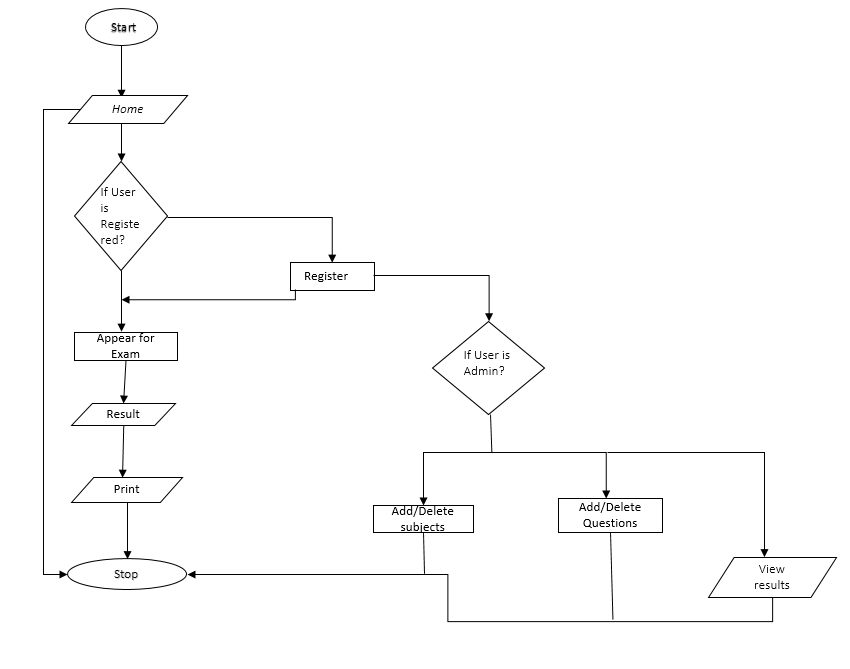 Start
Home
If User
is
Registe
red?
Register
Appear for
Exam
If User is
Admin?
Result
Print
Add/Delete
subjects
Add/Delete
Questions
Stop
View
results